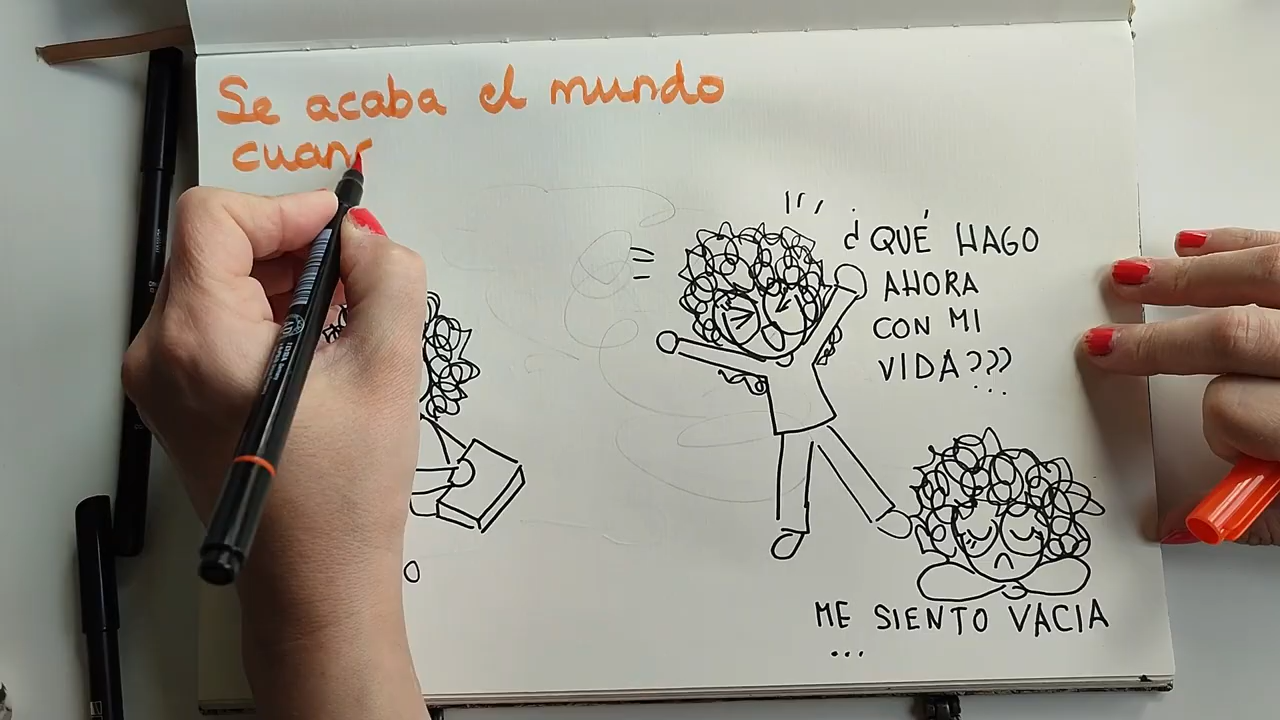 Se acaba el mundo
cuan
¿QUÉ HAGO
AHORA
CON MI
VIDA???
...
ME SIENTO VACIA
...